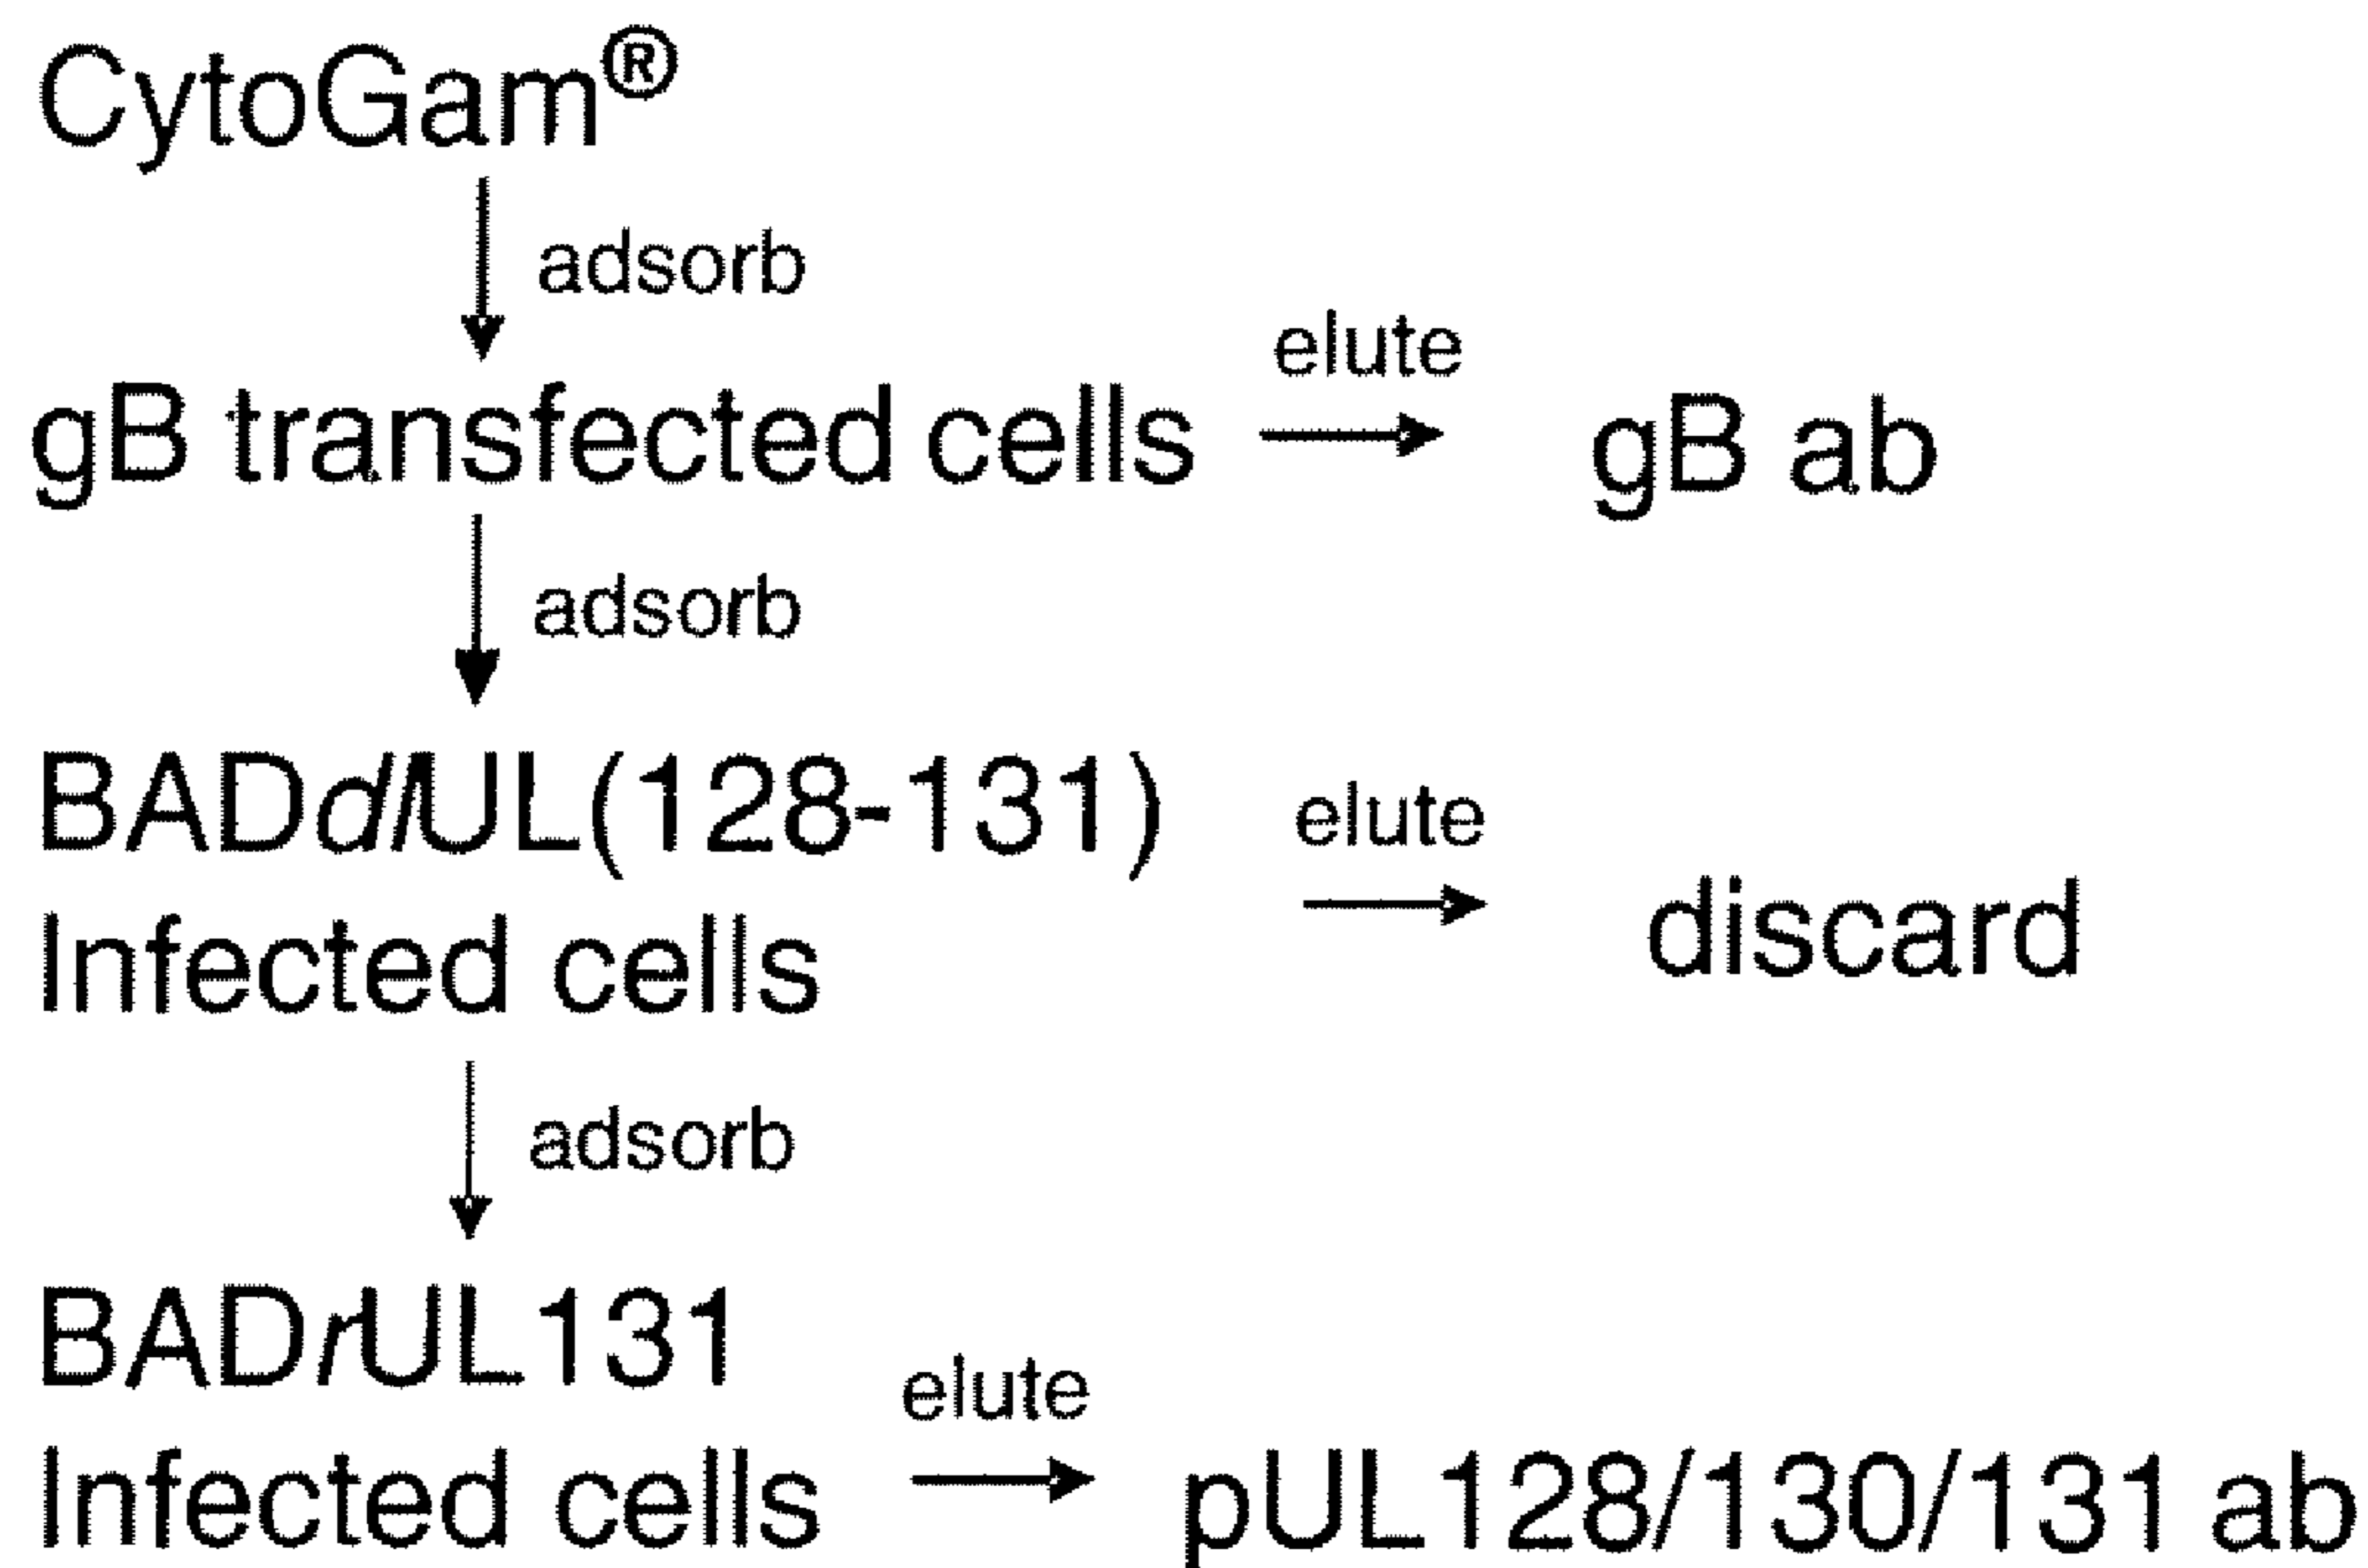 CytoGam®
adsorb
elute
gB transfected cells
gB ab
adsorb
BADdlUL(128-131)
elute
Infected cells
discard
adsorb
BADrUL131
elute
Infected cells
pUL128/130/131 ab